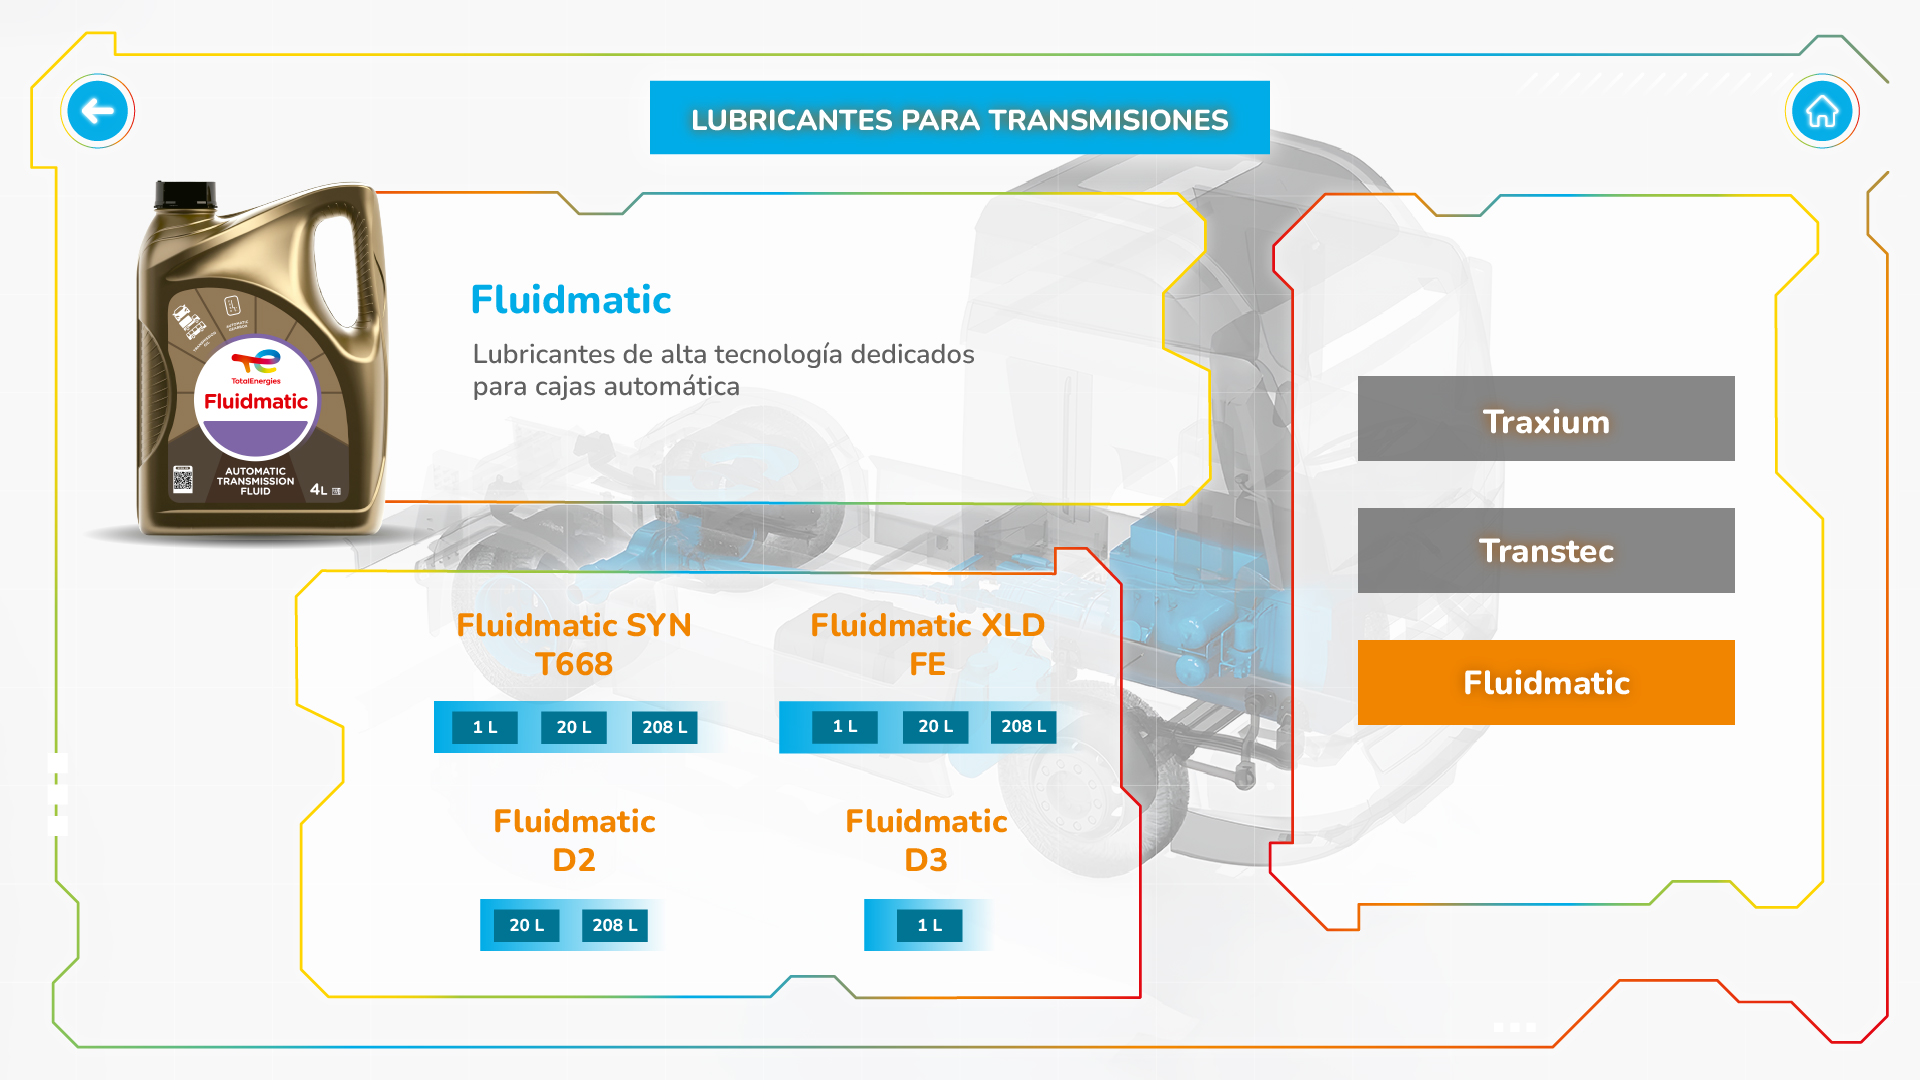 LUBRICANTES PARA TRANSMISIONES
Fluidmatic
Lubricantes de alta tecnología dedicados
para cajas automática
TotalEnergies
Fluidmatic
AUTOMATIC
TRANSMISSION
FLUID
4L
Traxium
Transtec
Fluidmatic
Fluidmatic SYN
T668
1 L
20 L
208 L
Fluidmatic XLD
FE
1 L
20 L
208 L
Fluidmatic
D2
20 L
208 L
Fluidmatic
D3
1 L